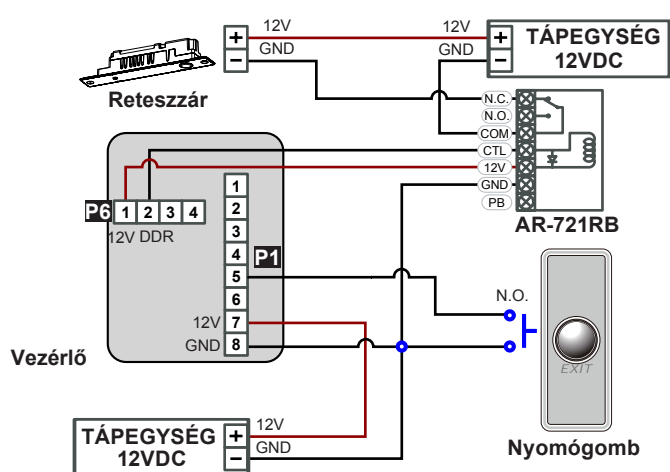 12V
GND
+
−
12V
GND
+
−
TÁPEGYSÉG
12VDC
Reteszzár
N.C.
N.O.
COM
CTL
12V
GND
PB
AR-721RB
P6
1 2 3 4
12V DDR
1
2
3
4
5
6
7
8
P1
12V
GND
Vezérlő
N.O.
EXIT
Nyomógomb
TÁPEGYSÉG
12VDC
+
−
12V
GND